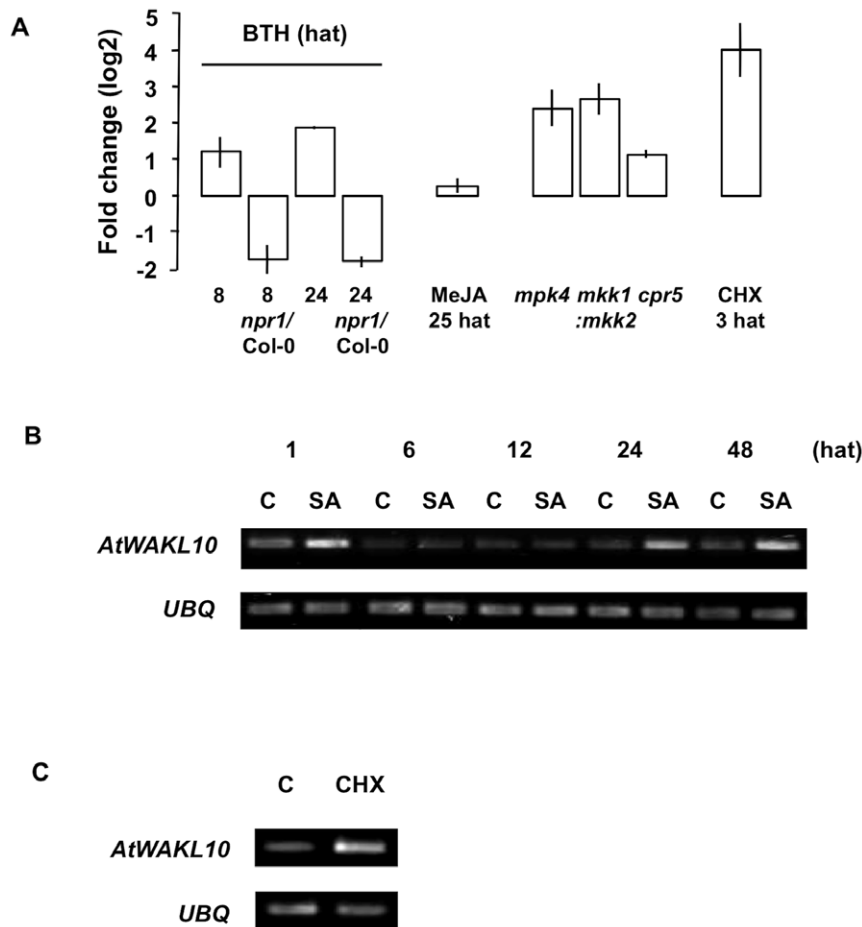 A
BTH (hat)
Fold change (log2)
5
4
3
2
1
0
-1
-2
8 8 24 24 MeJA mpk4 mkk1 cpr5 CHX
npr1/ npr1/ 25 hat :mkk2 3 hat
Col-0 Col-0
B
1 6 12 24 48 (hat)
C SA C SA C SA C SA C SA
AtWAKL10
UBQ
C
C CHX
AtWAKL10
UBQ